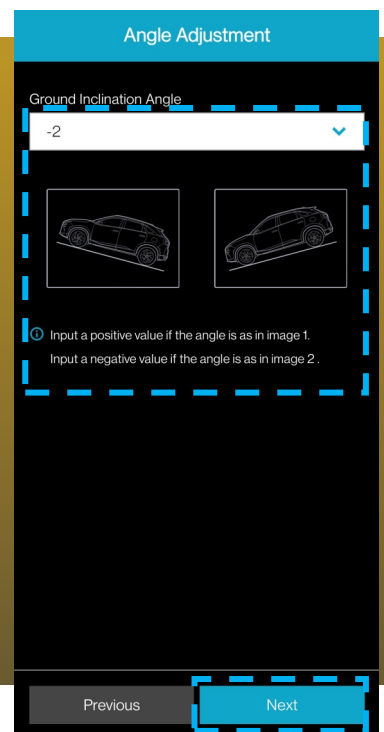 Angle Adjustment
Ground Inclination Angle
-2
Input a positive value if the angle is as in image 1.
Input a negative value if the angle is as in image 2 .
Previous
Next